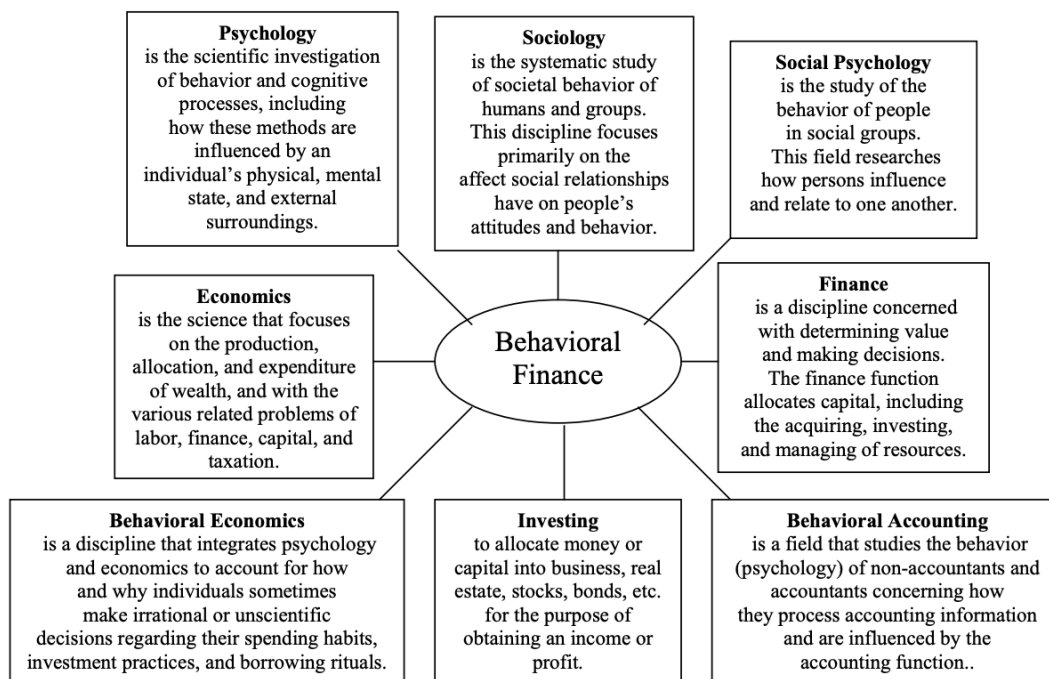 Psychology
is the scientific investigation
of behavior and cognitive
processes, including
how these methods are
influenced by an
individual's physical, mental
state, and external
surroundings.
Sociology
is the systematic study
of societal behavior of
humans and groups.
This discipline focuses
primarily on the
affect social relationships
have on people's
attitudes and behavior.
Social Psychology
is the study of the
behavior of people
in social groups.
This field researches
how persons influence
and relate to one another.
Economics
is the science that focuses
on the production,
allocation, and expenditure
of wealth, and with the
various related problems of
labor, finance, capital, and
taxation.
Behavioral
Finance
Finance
is a discipline concerned
with determining value
and making decisions.
The finance function
allocates capital, including
the acquiring, investing,
and managing of resources.
Behavioral Economics
is a discipline that integrates psychology
and economics to account for how
and why individuals sometimes
make irrational or unscientific
decisions regarding their spending habits,
investment practices, and borrowing rituals.
Investing
to allocate money or
capital into business, real
estate, stocks, bonds, etc.
for the purpose of
obtaining an income or
profit.
Behavioral Accounting
is a field that studies the behavior
(psychology) of non-accountants and
accountants concerning how
they process accounting information
and are influenced by the
accounting function..